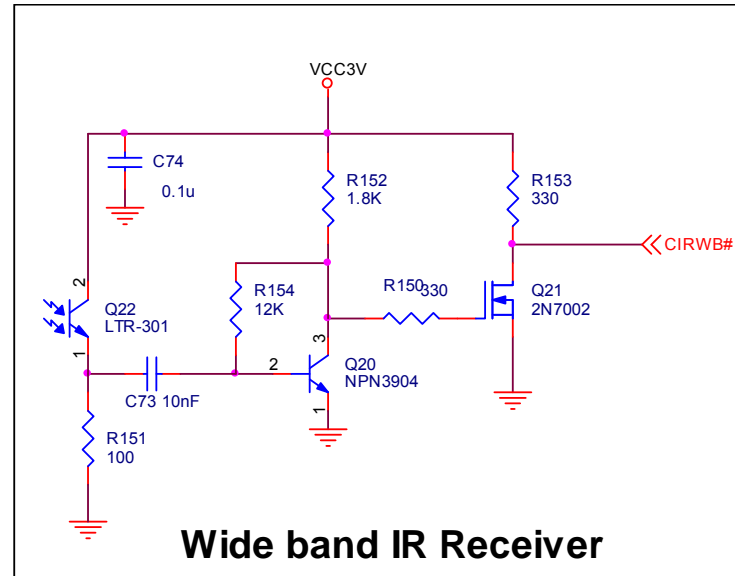 VCC3V
C74
0.1u
R152
1.8K
R153
330
CIRWB#
2
Q22
LTR-301
1
R154
12K
R150
330
Q21
2N7002
3
2
Q20
NPN3904
1
C73 10nF
R151
100
Wide band IR Receiver